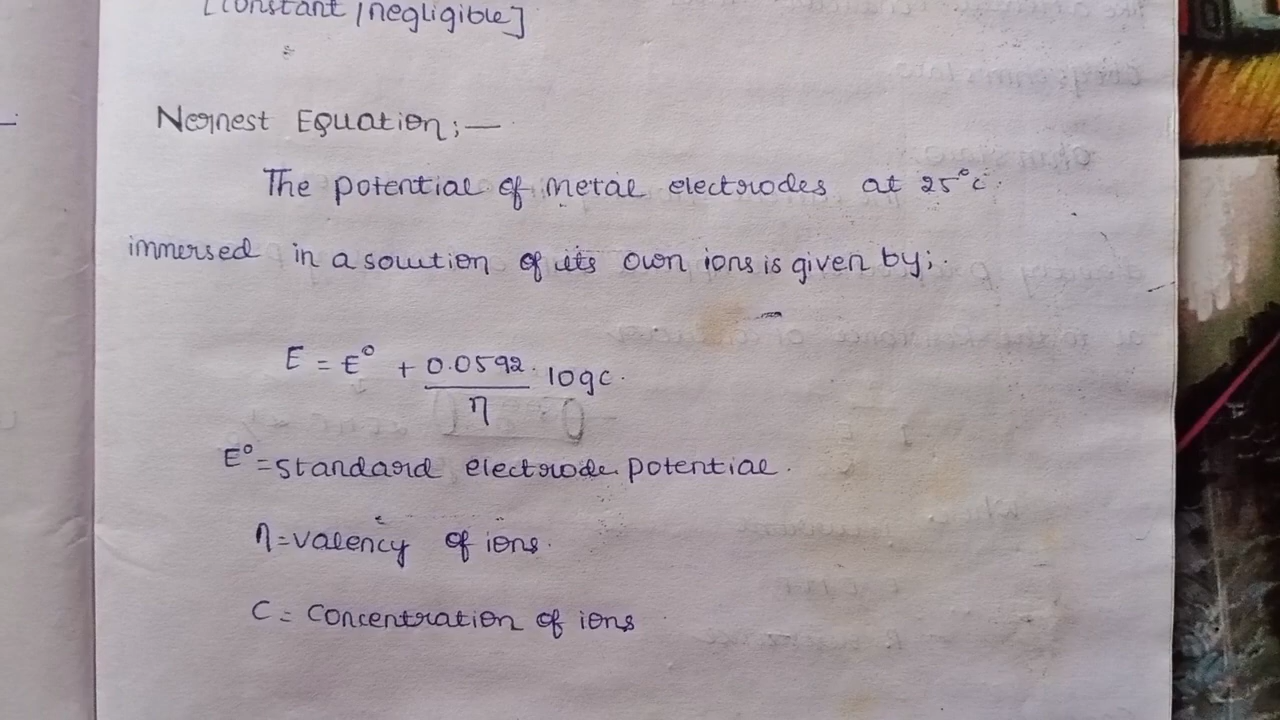 [constant / negligible]
Nernest Equation;—
The potential of metal electrodes at 25°c.
immersed in a solution of its own ions is given by;.
E = E° + 0.0592 / η log c.
E° = standard electrode potential.
η = valency of ions.
C = concentration of ions